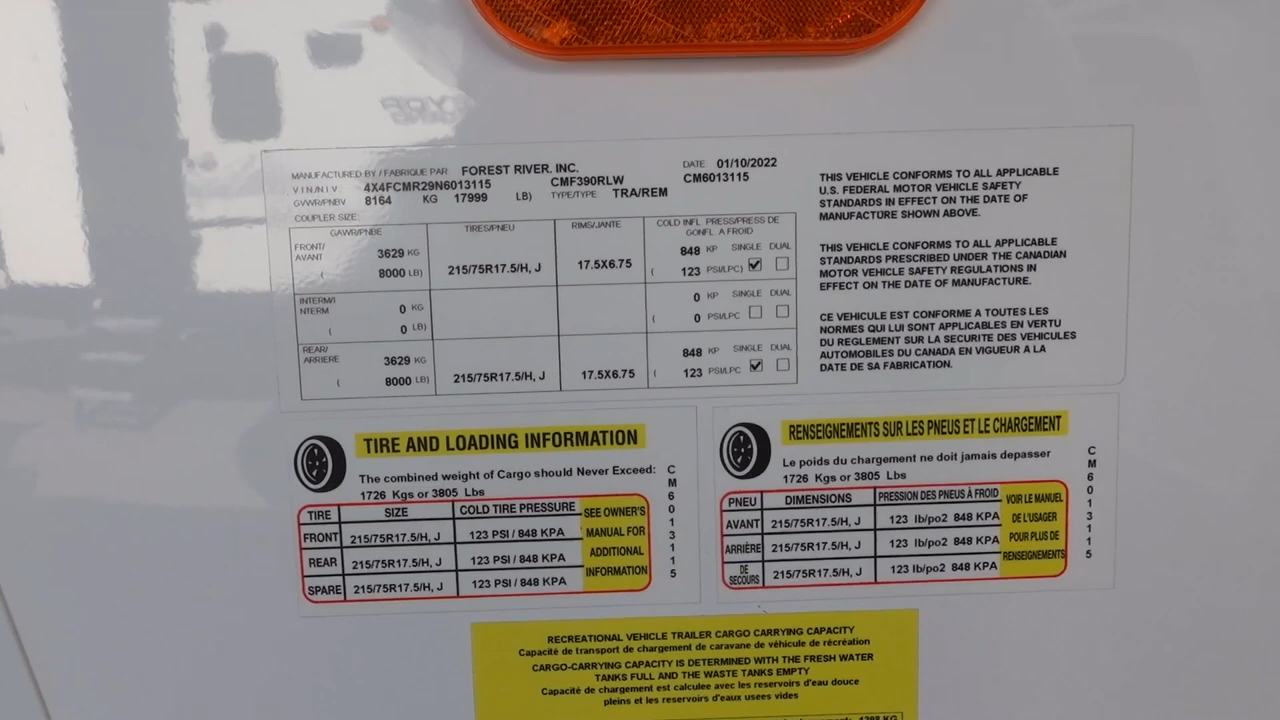 MANUFACTURED BY / FABRIQUE PAR FOREST RIVER. INC. DATE 01/10/2022
V I N /N.I.V. 4X4FCMR29N6013115 CMF390RLW CM6013115
GVWR/PNBV 8164 KG 17999 LB) TYPE/TYPE TRA/REM
COUPLER SIZE:
GAWR/PNBE TIRES/PNEU RIMS/JANTE COLD INFL PRESS/PRESS DE
GONFL A FROID
FRONT/ 3629 KG 848 KP SINGLE DUAL
AVANT ( 8000 LB) 215/75R17.5/H, J 17.5X6.75 ( 123 PSI/LPC)
INTERM/I 0 KG 0 KP SINGLE DUAL
NTERM ( 0 LB) ( 0 PSI/LPC
REAR/ 3629 KG 848 KP SINGLE DUAL
ARRIERE ( 8000 LB) 215/75R17.5/H, J 17.5X6.75 ( 123 PSI/LPC
THIS VEHICLE CONFORMS TO ALL APPLICABLE
U.S. FEDERAL MOTOR VEHICLE SAFETY
STANDARDS IN EFFECT ON THE DATE OF
MANUFACTURE SHOWN ABOVE.
THIS VEHICLE CONFORMS TO ALL APPLICABLE
STANDARDS PRESCRIBED UNDER THE CANADIAN
MOTOR VEHICLE SAFETY REGULATIONS IN
EFFECT ON THE DATE OF MANUFACTURE.
CE VEHICULE EST CONFORME A TOUTES LES
NORMES QUI LUI SONT APPLICABLES EN VERTU
DU REGLEMENT SUR LA SECURITE DES VEHICULES
AUTOMOBILES DU CANADA EN VIGUEUR A LA
DATE DE SA FABRICATION.
TIRE AND LOADING INFORMATION
The combined weight of Cargo should Never Exceed:
1726 Kgs or 3805 Lbs
TIRE SIZE COLD TIRE PRESSURE
FRONT 215/75R17.5/H, J 123 PSI / 848 KPA
REAR 215/75R17.5/H, J 123 PSI / 848 KPA
SPARE 215/75R17.5/H, J 123 PSI / 848 KPA
SEE OWNER'S
MANUAL FOR
ADDITIONAL
INFORMATION
CM6013115
RENSEIGNEMENTS SUR LES PNEUS ET LE CHARGEMENT
Le poids du chargement ne doit jamais depasser
1726 Kgs or 3805 Lbs
PNEU DIMENSIONS PRESSION DES PNEUS À FROID
AVANT 215/75R17.5/H, J 123 lb/po2 848 KPA
ARRIÈRE 215/75R17.5/H, J 123 lb/po2 848 KPA
DE SECOURS 215/75R17.5/H, J 123 lb/po2 848 KPA
VOIR LE MANUEL
DE L'USAGER
POUR PLUS DE
RENSEIGNEMENTS
CM6013115
RECREATIONAL VEHICLE TRAILER CARGO CARRYING CAPACITY
Capacité de transport de chargement de caravane de véhicule de récréation
CARGO-CARRYING CAPACITY IS DETERMINED WITH THE FRESH WATER
TANKS FULL AND THE WASTE TANKS EMPTY
Capacité de chargement est calculee avec les reservoirs d'eau douce
pleins et les reservoirs d'eaux usees vides